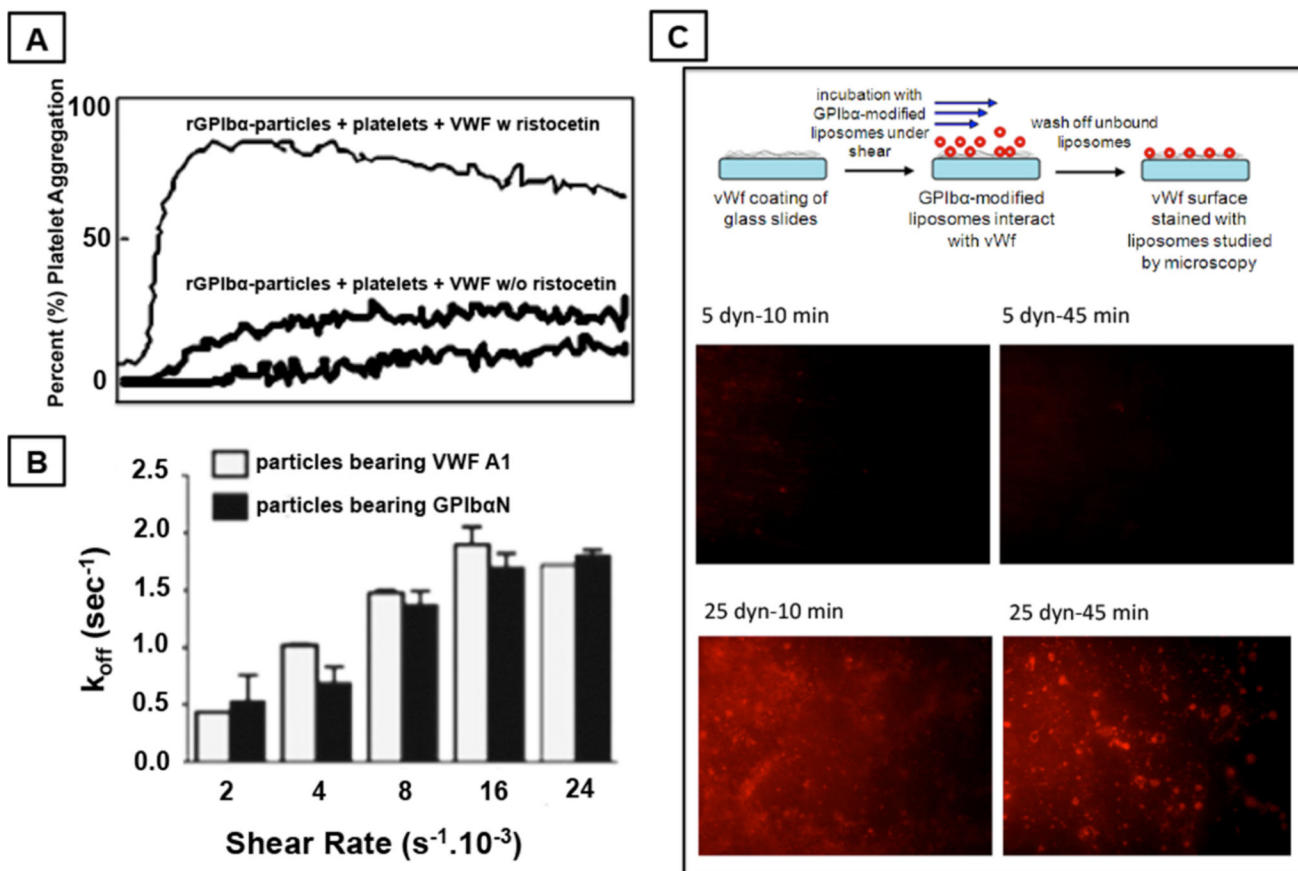 A
Percent (%) Platelet Aggregation
100
50
0
rGPIbα-particles + platelets + VWF w ristocetin
rGPIbα-particles + platelets + VWF w/o ristocetin
B
particles bearing VWF A1
particles bearing GPIbαN
k_off (sec⁻¹)
2.5
2.0
1.5
1.0
0.5
0.0
2 4 8 16 24
Shear Rate (s⁻¹.10⁻³)
C
incubation with
GPIbα-modified
liposomes under
shear
wash off unbound
liposomes
vWf coating of
glass slides
GPIbα-modified
liposomes interact
with vWf
vWf surface
stained with
liposomes studied
by microscopy
5 dyn-10 min
5 dyn-45 min
25 dyn-10 min
25 dyn-45 min